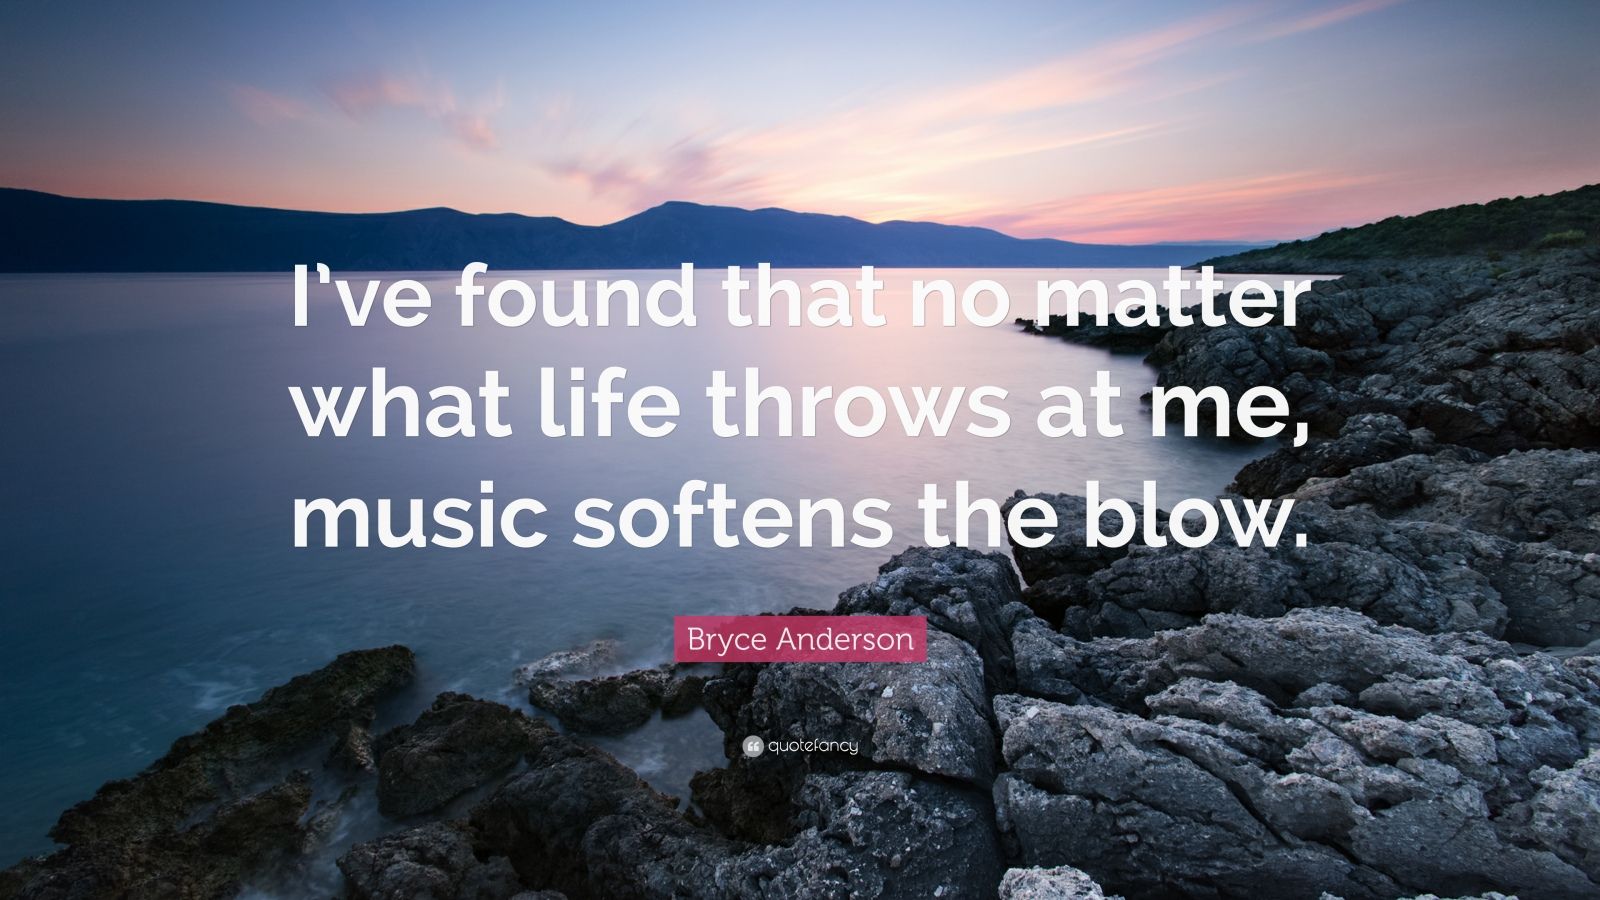 I've found that no matter
what life throws at me,
music softens the blow.
Bryce Anderson
quotefancy